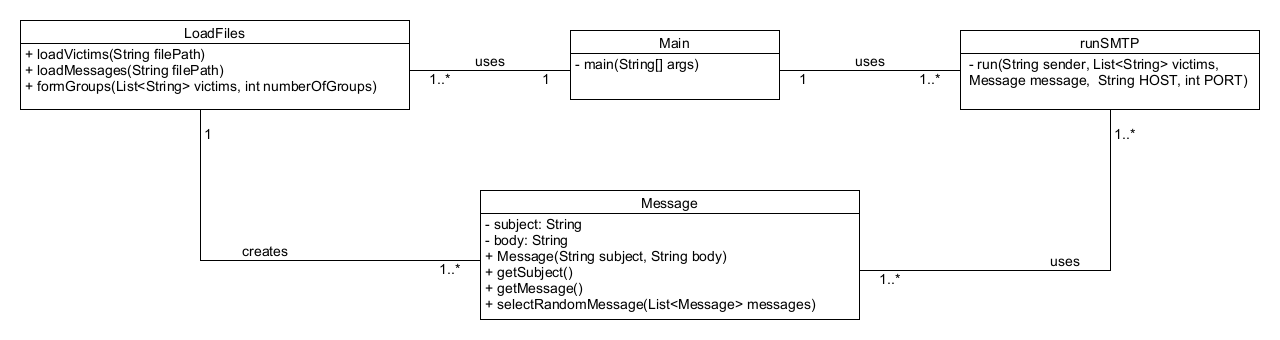 LoadFiles
+ loadVictims(String filePath)
+ loadMessages(String filePath)
+ formGroups(List<String> victims, int numberOfGroups)
uses
1..*
1
Main
- main(String[] args)
uses
1
1..*
runSMTP
- run(String sender, List<String> victims,
Message message, String HOST, int PORT)
1
1..*
Message
- subject: String
- body: String
+ Message(String subject, String body)
+ getSubject()
+ getMessage()
+ selectRandomMessage(List<Message> messages)
creates
1..*
uses
1..*